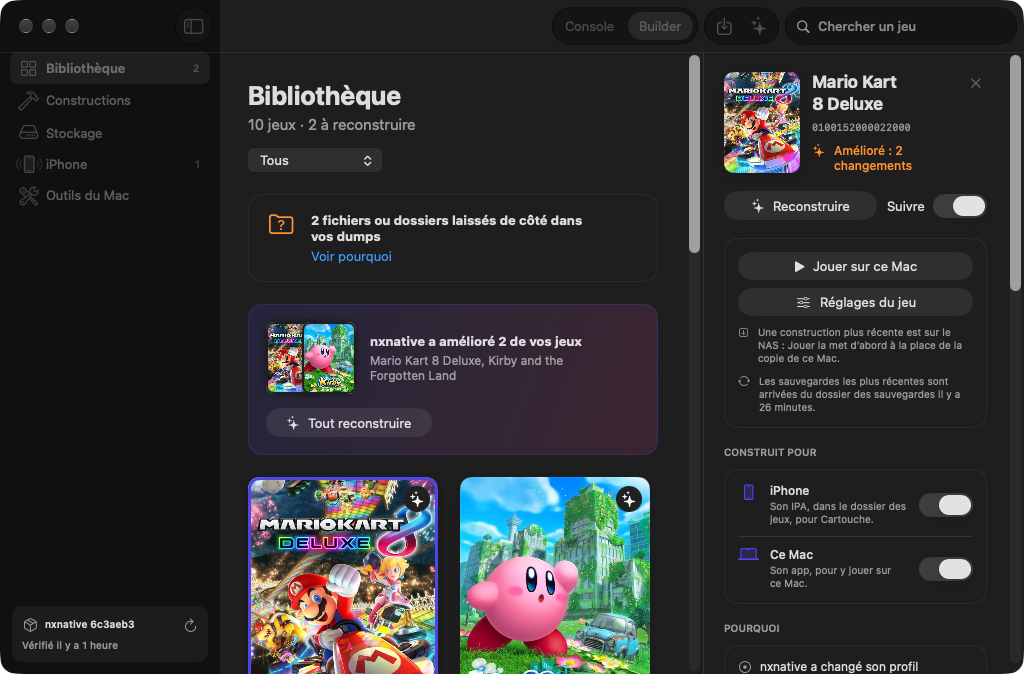 Console
Builder
Chercher un jeu
Bibliothèque
2
Constructions
Stockage
iPhone
1
Outils du Mac
nxnative 6c3aeb3
Vérifié il y a 1 heure
Bibliothèque
10 jeux · 2 à reconstruire
Tous
2 fichiers ou dossiers laissés de côté dans
vos dumps
Voir pourquoi
nxnative a amélioré 2 de vos jeux
Mario Kart 8 Deluxe, Kirby and the
Forgotten Land
Tout reconstruire
MARIOKART 8
DELUXE
Mario Kart
8 Deluxe
0100152000022000
Amélioré : 2
changements
Reconstruire
Suivre
Jouer sur ce Mac
Réglages du jeu
Une construction plus récente est sur le
NAS : Jouer la met d'abord à la place de la
copie de ce Mac.
Les sauvegardes les plus récentes sont
arrivées du dossier des sauvegardes il y a
26 minutes.
CONSTRUIT POUR
iPhone
Son IPA, dans le dossier des
jeux, pour Cartouche.
Ce Mac
Son app, pour y jouer sur
ce Mac.
POURQUOI
nxnative a changé son profil